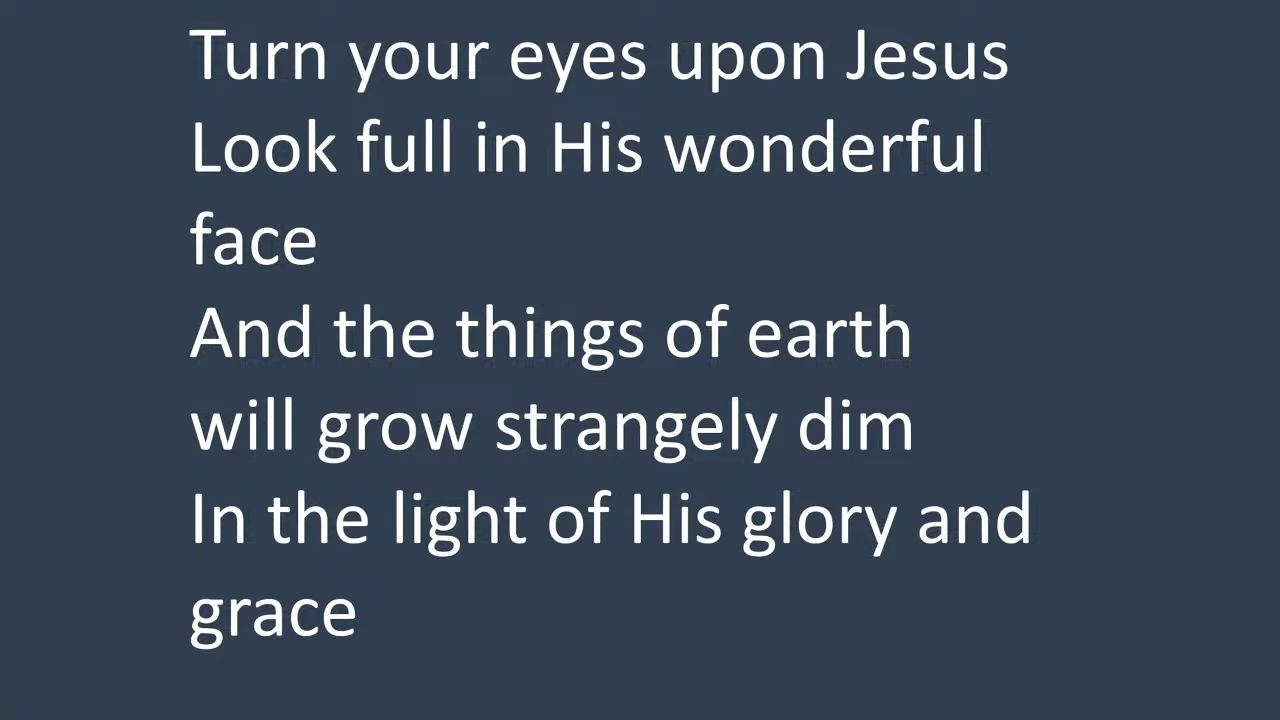 Turn your eyes upon Jesus
Look full in His wonderful
face
And the things of earth
will grow strangely dim
In the light of His glory and
grace